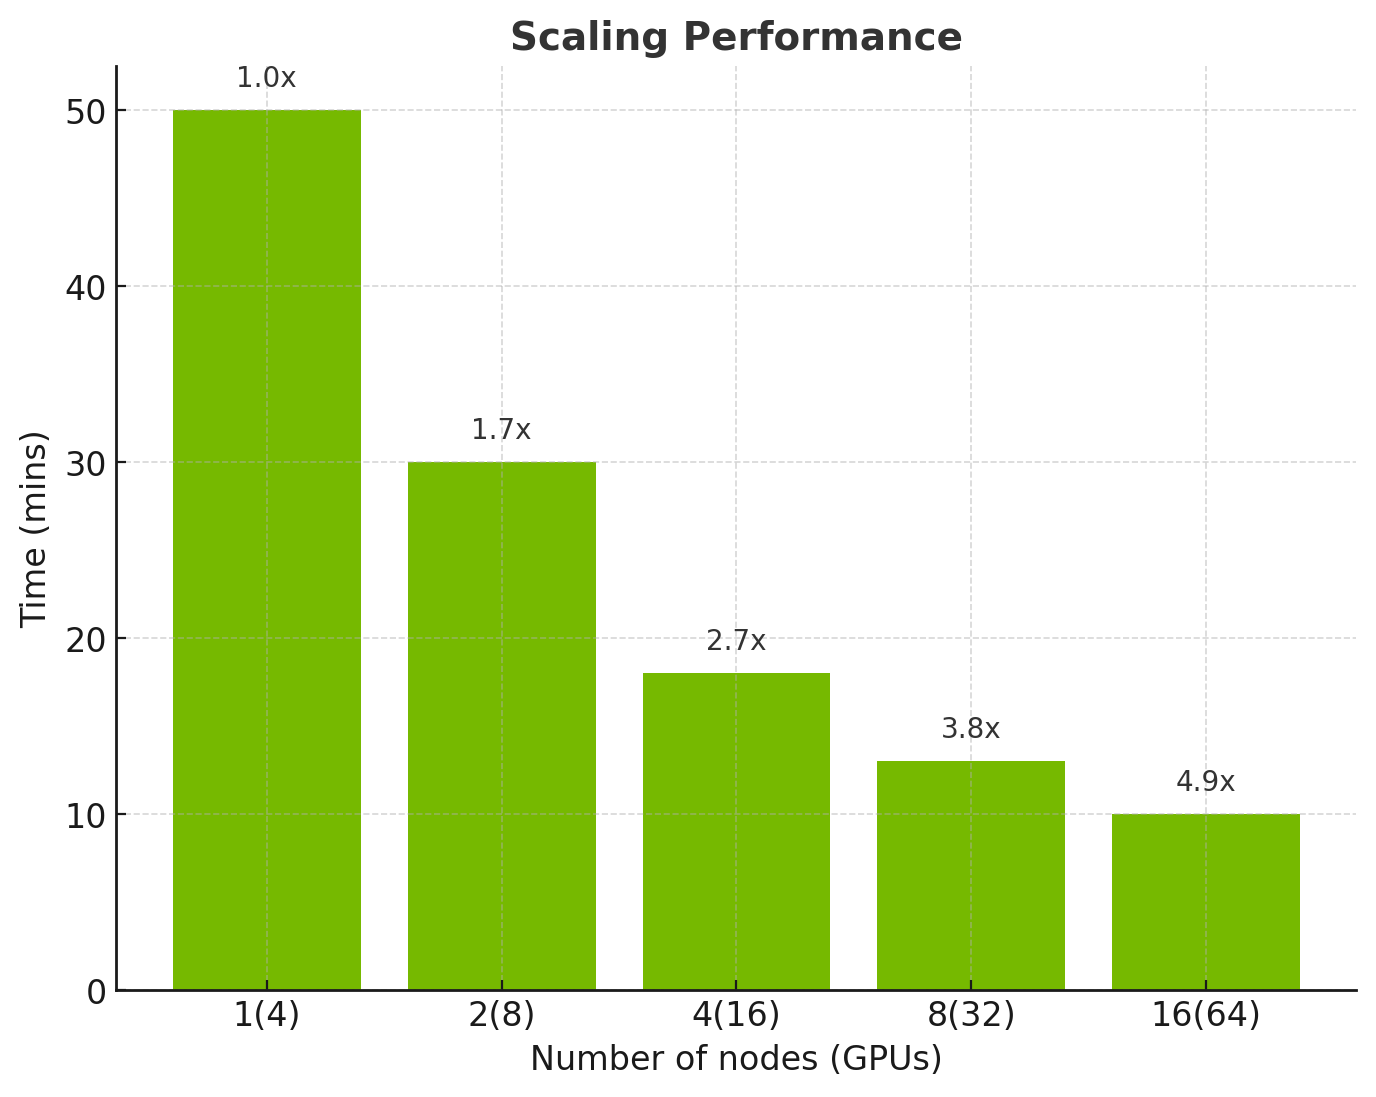 Scaling Performance
1.0x
50
40
1.7x
30
2.7x
20
3.8x
4.9x
10
0
Time (mins)
1(4) 2(8) 4(16) 8(32) 16(64)
Number of nodes (GPUs)